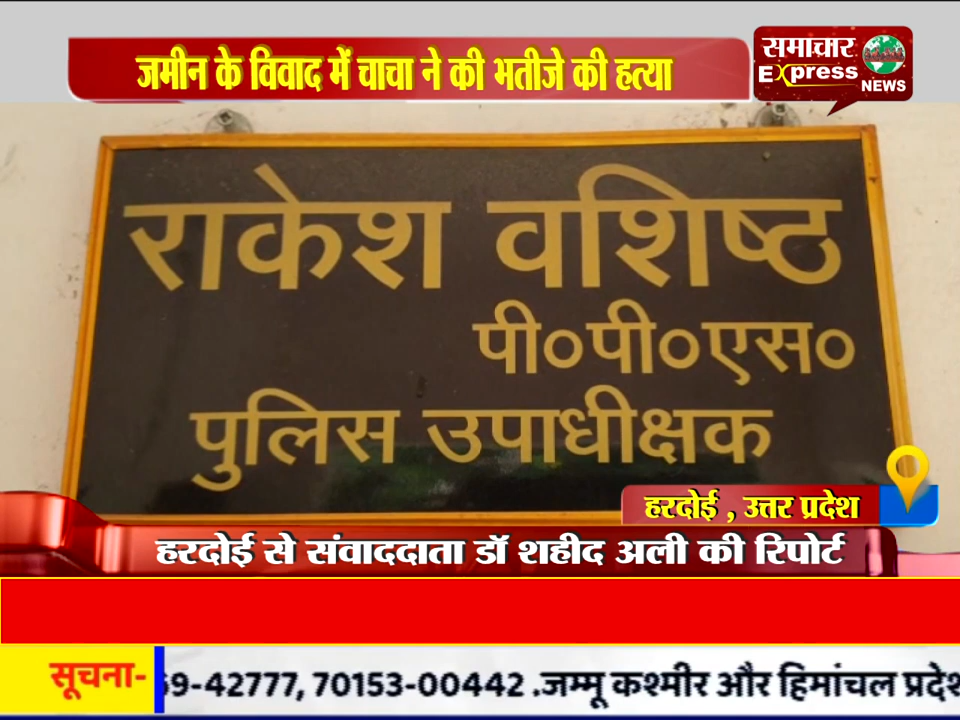 जमीन के विवाद में चाचा ने की भतीजे की हत्या
समाचार
Express
NEWS
राकेश वशिष्ठ
पी०पी०एस०
पुलिस उपाधीक्षक
हरदोई , उत्तर प्रदेश
हरदोई से संवाददाता डॉ शहीद अली की रिपोर्ट
सूचना- 69-42777, 70153-00442 .जम्मू कश्मीर और हिमांचल प्रदेश